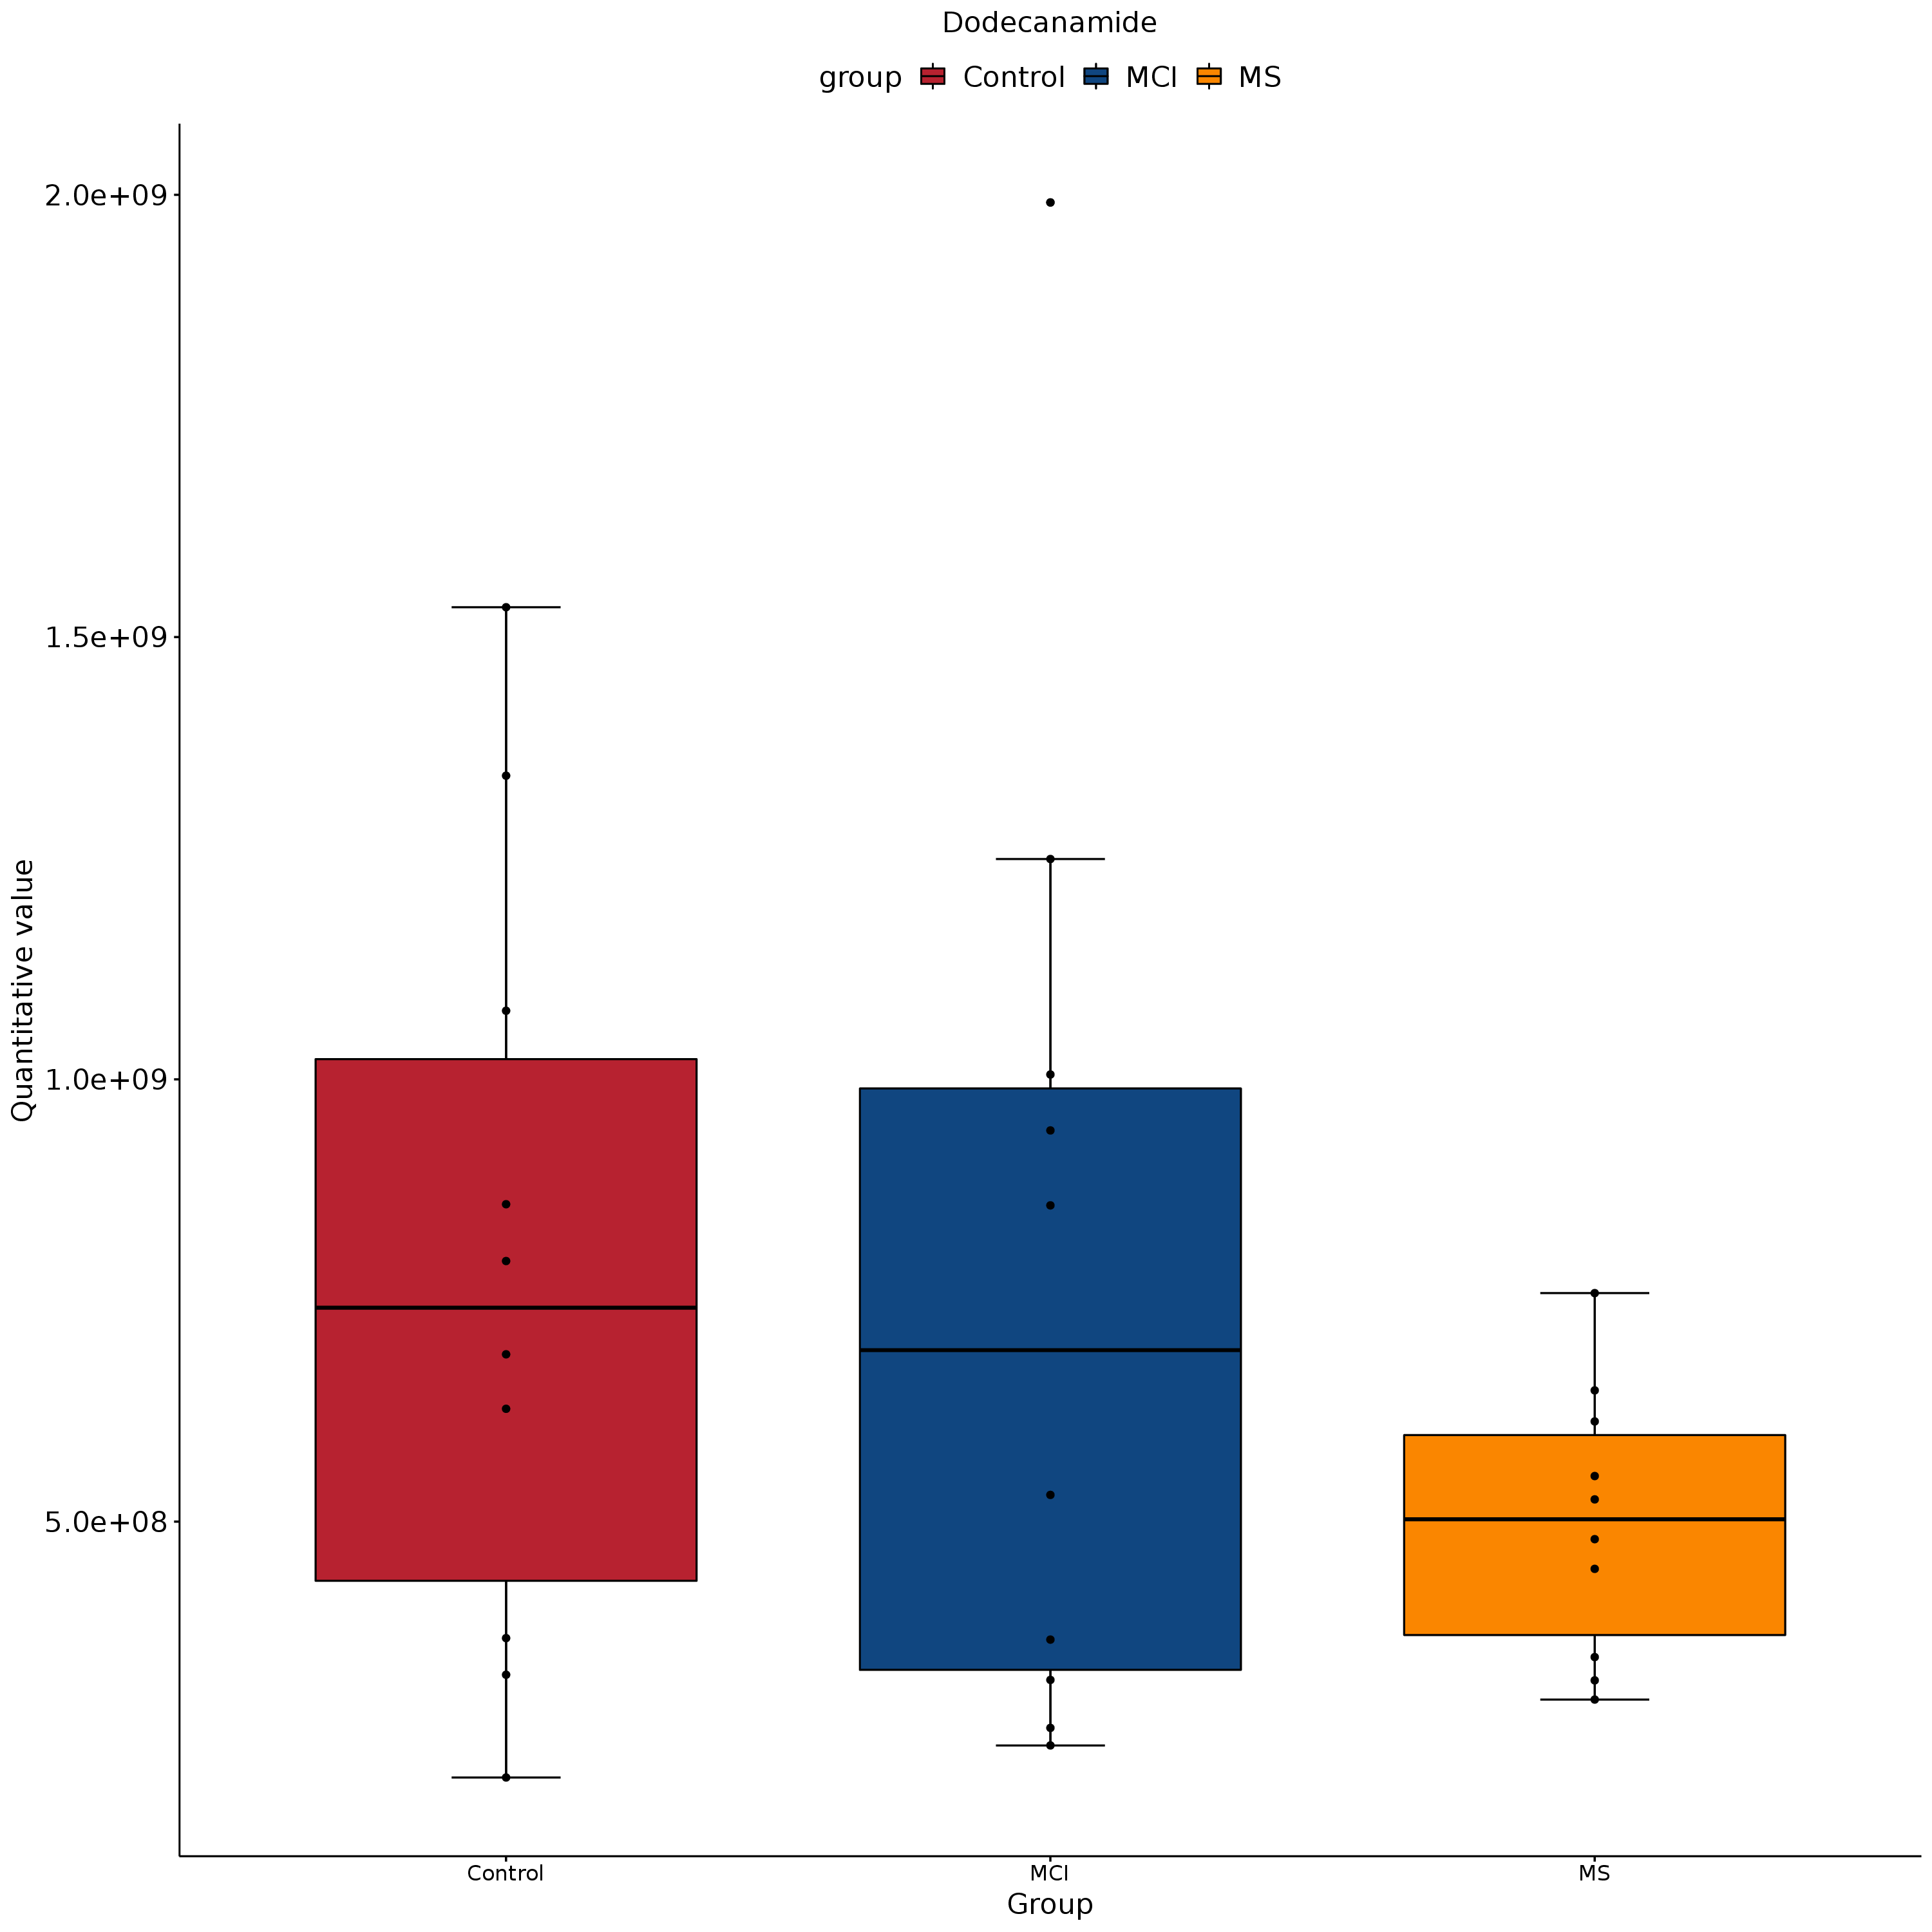 Dodecanamide
group Control MCI MS
Quantitative value
2.0e+09
1.5e+09
1.0e+09
5.0e+08
Control MCI MS
Group